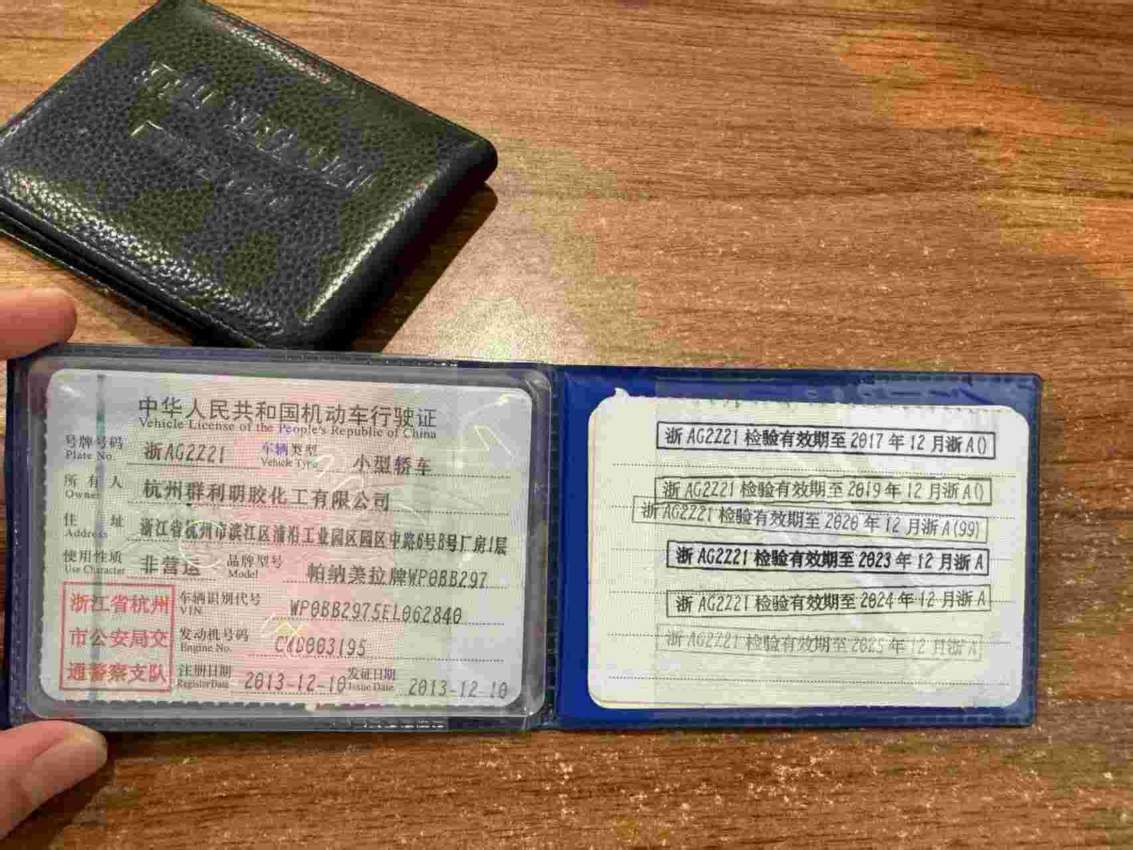 中华人民共和国机动车行驶证
Vehicle License of the People's Republic of China
号牌号码 浙AG2Z21 车辆类型 小型轿车
Plate No. Vehicle Type
所有人 杭州群利明胶化工有限公司
Owner
住址 浙江省杭州市滨江区浦沿工业园区园区中路6号8号厂房1层
Address
使用性质 非营运 品牌型号 帕纳美拉牌WP0BB297
Use Character Model
浙江省杭州
市公安局交
通警察支队
车辆识别代号 WP0BB2975EL062840
VIN
发动机号码
Engine No.
注册日期 2013-12-10 发证日期 2013-12-10
Register Date Issue Date
浙AG2Z21检验有效期至2017年12月浙A()
浙AG2Z21检验有效期至2019年12月浙A()
浙AG2Z21检验有效期至2020年12月浙A(99)
浙AG2Z21检验有效期至2023年12月浙A
浙AG2Z21检验有效期至2024年12月浙A
浙AG2Z21检验有效期至2025年12月浙A